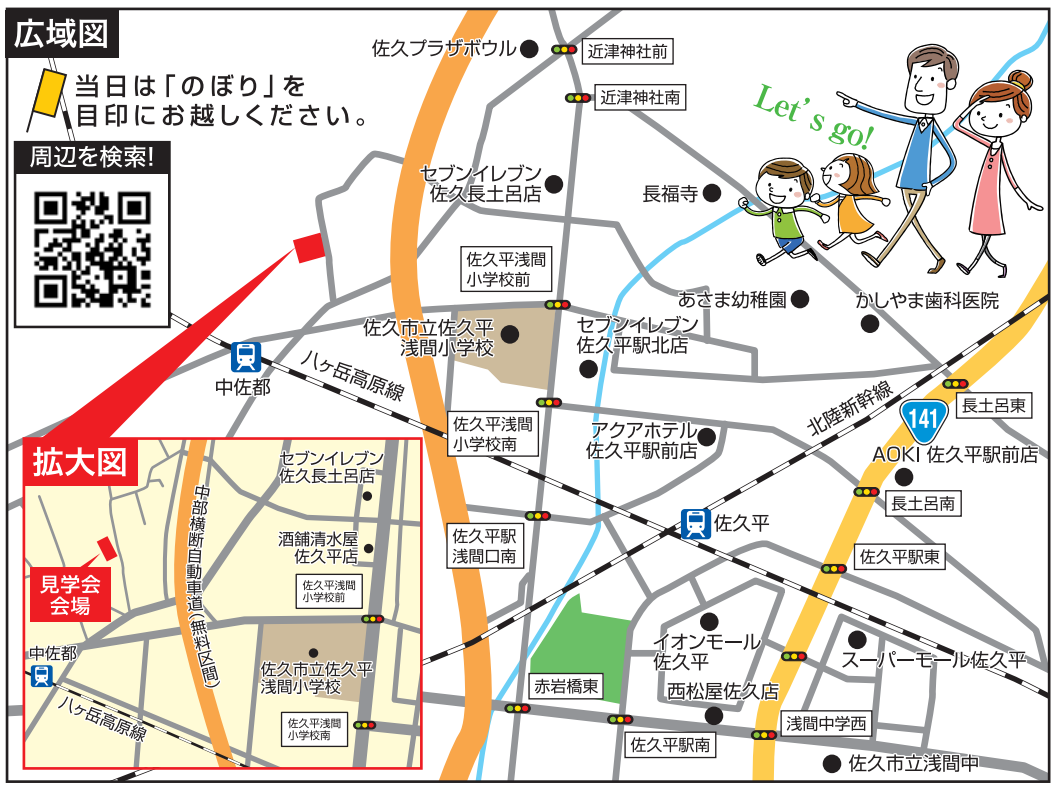 広域図
当日は「のぼり」を
目印にお越しください。
周辺を検索!
佐久プラザボウル
近津神社前
近津神社南
Let's go!
セブンイレブン
佐久長土呂店
長福寺
佐久平浅間
小学校前
あさま幼稚園
かしやま歯科医院
佐久市立佐久平
浅間小学校
セブンイレブン
佐久平駅北店
中佐都
八ヶ岳高原線
北陸新幹線
長土呂東
141
佐久平浅間
小学校南
アクアホテル
佐久平駅前店
AOKI 佐久平駅前店
長土呂南
佐久平駅
浅間口南
佐久平
佐久平駅東
イオンモール
佐久平
スーパーモール佐久平
赤岩橋東
西松屋佐久店
浅間中学西
佐久平駅南
佐久市立浅間中
拡大図
セブンイレブン
佐久長土呂店
中部横断自動車道(無料区間)
酒舗清水屋
佐久平店
見学会
会場
佐久平浅間
小学校前
中佐都
佐久市立佐久平
浅間小学校
八ヶ岳高原線
佐久平浅間
小学校南